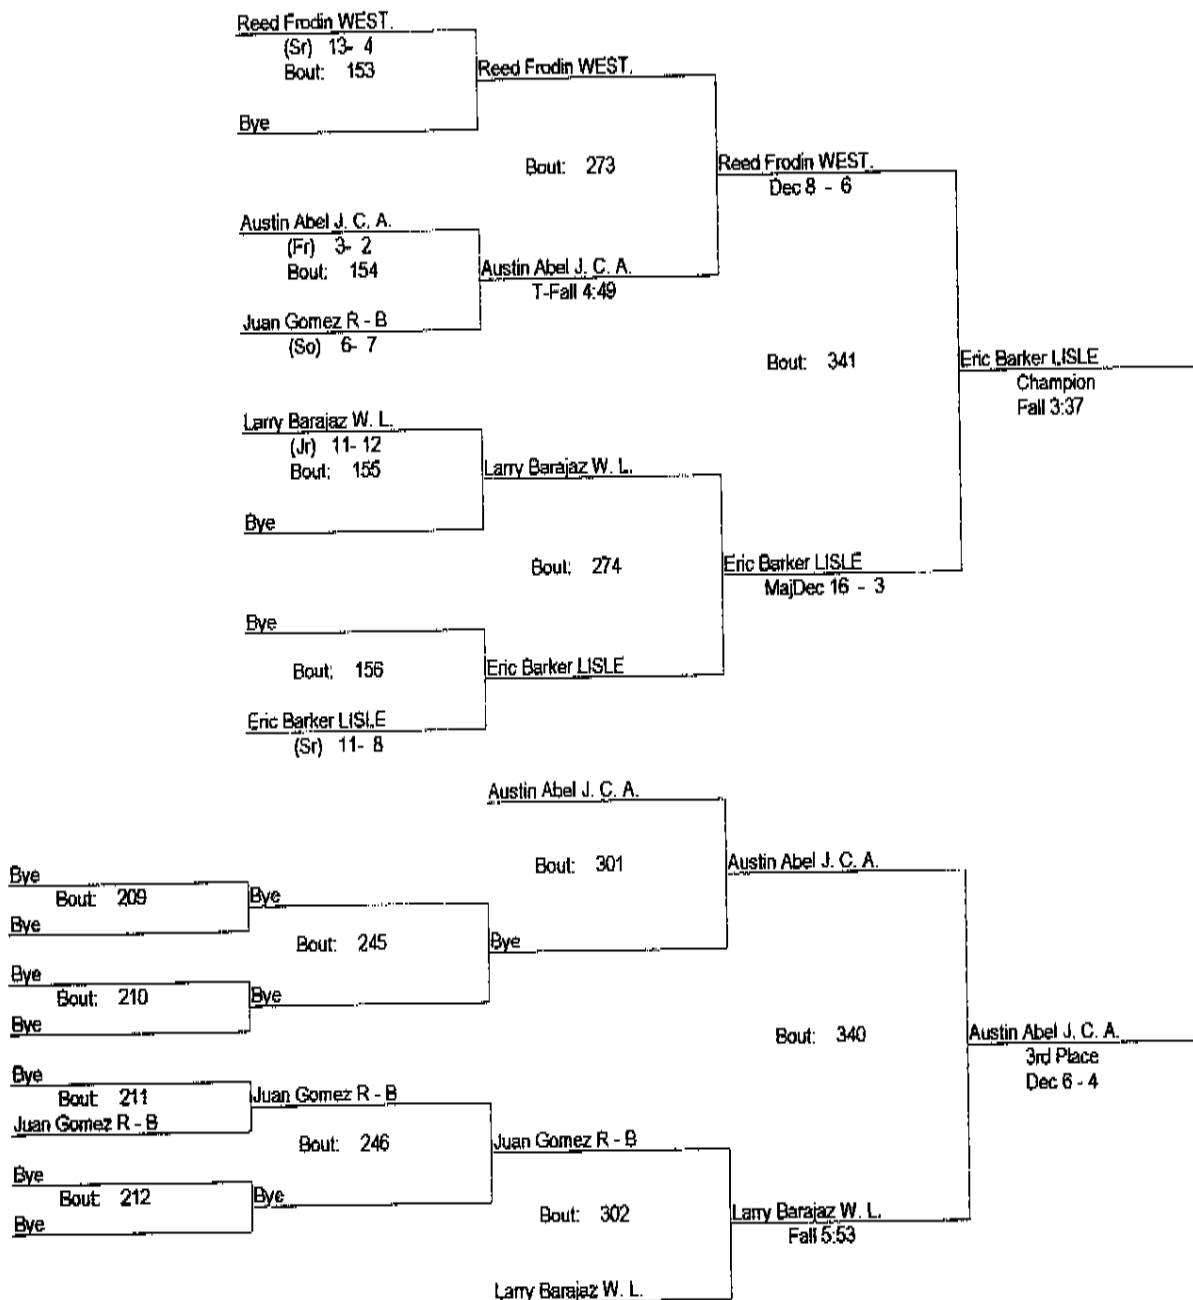 Reed Frodin WEST.
(Sr) 13- 4
Bout: 153
Reed Frodin WEST.
Bye
Bout: 273
Reed Frodin WEST.
Dec 8 - 6
Austin Abel J. C. A.
(Fr) 3- 2
Bout: 154
Austin Abel J. C. A.
T-Fall 4:49
Juan Gomez R - B
(So) 6- 7
Bout: 341
Eric Barker LISLE
Champion
Fall 3:37
Larry Barajaz W. L.
(Jr) 11- 12
Bout: 155
Larry Barajaz W. L.
Bye
Bout: 274
Eric Barker LISLE
MajDec 16 - 3
Bye
Bout: 156
Eric Barker LISLE
Eric Barker LISLE
(Sr) 11- 8
Austin Abel J. C. A.
Bout: 301
Austin Abel J. C. A.
Bye
Bout: 209
Bye
Bye
Bout: 245
Bye
Bye
Bout: 210
Bye
Bye
Bout: 340
Austin Abel J. C. A.
3rd Place
Dec 6 - 4
Bye
Bout: 211
Juan Gomez R - B
Juan Gomez R - B
Bout: 246
Juan Gomez R - B
Bye
Bout: 212
Bye
Bye
Bout: 302
Larry Barajaz W. L.
Fall 5:53
Larry Barajaz W. L.